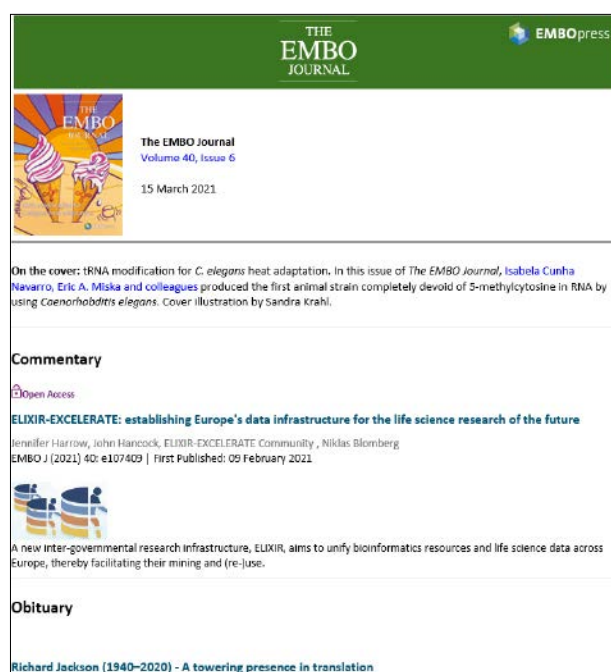 THE
EMBO
JOURNAL
EMBOpress
THE
EMBO
JOURNAL
The EMBO Journal
Volume 40, Issue 6
15 March 2021
On the cover: tRNA modification for C. elegans heat adaptation. In this issue of The EMBO Journal, Isabela Cunha
Navarro, Eric A. Miska and colleagues produced the first animal strain completely devoid of 5-methylcytosine in RNA by
using Caenorhabditis elegans. Cover illustration by Sandra Krahl.
Commentary
Open Access
ELIXIR-EXCELERATE: establishing Europe's data infrastructure for the life science research of the future
Jennifer Harrow, John Hancock, ELIXIR-EXCELERATE Community , Niklas Blomberg
EMBO J (2021) 40: e107409 | First Published: 09 February 2021
A new inter-governmental research infrastructure, ELIXIR, aims to unify bioinformatics resources and life science data across
Europe, thereby facilitating their mining and (re-)use.
Obituary
Richard Jackson (1940–2020) - A towering presence in translation